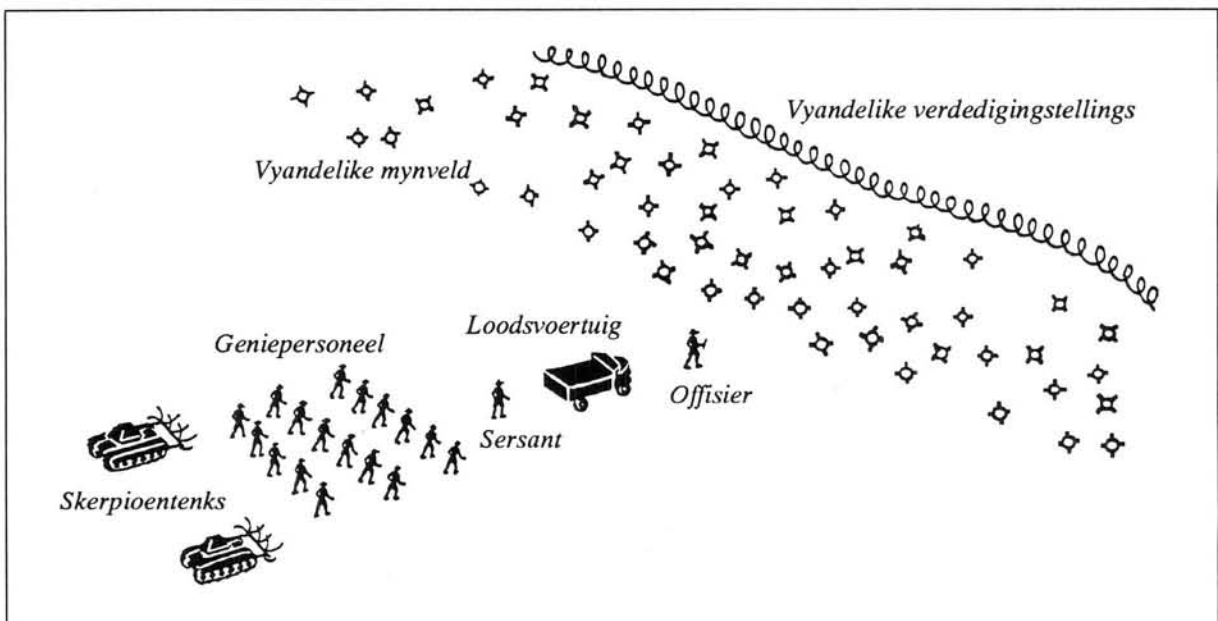 Vyandelike verdedigingstellings
Vyandelike mynveld
Loodsvoertuig
Geniepersoneel
Offisier
Sersant
Skerpioentenks